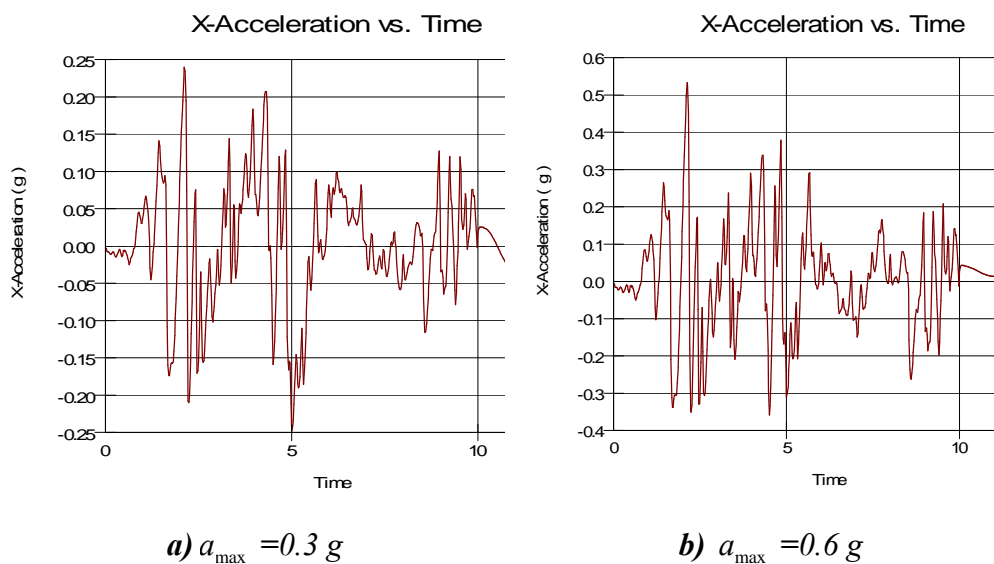 X-Acceleration vs. Time
0.25
0.20
0.15
0.10
0.05
0.00
-0.05
-0.10
-0.15
-0.20
-0.25
X-Acceleration (g)
0 5 10
Time
a) amax =0.3 g
X-Acceleration vs. Time
0.6
0.5
0.4
0.3
0.2
0.1
0.0
-0.1
-0.2
-0.3
-0.4
X-Acceleration ( g )
0 5 10
Time
b) amax =0.6 g